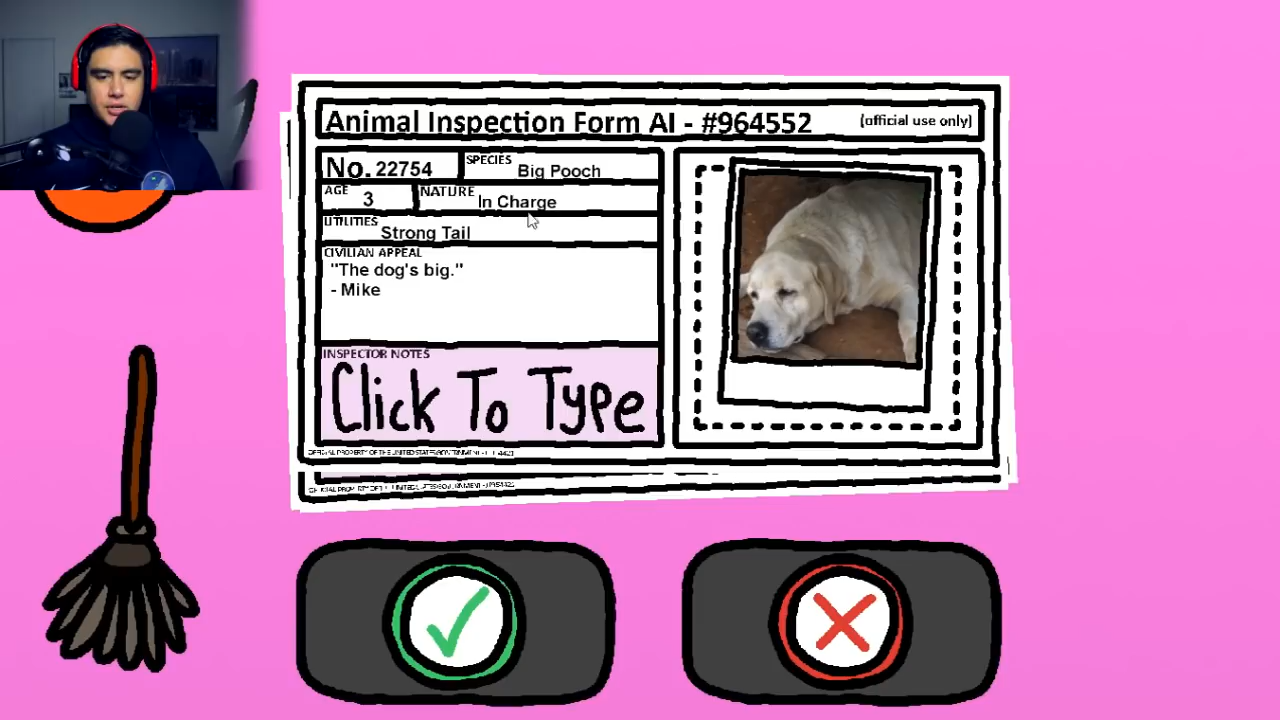 Animal Inspection Form AI - #964552 (official use only)
No. 22754
SPECIES
Big Pooch
AGE
3
NATURE
In Charge
UTILITIES
Strong Tail
CIVILIAN APPEAL
"The dog's big."
- Mike
INSPECTOR NOTES
Click To Type